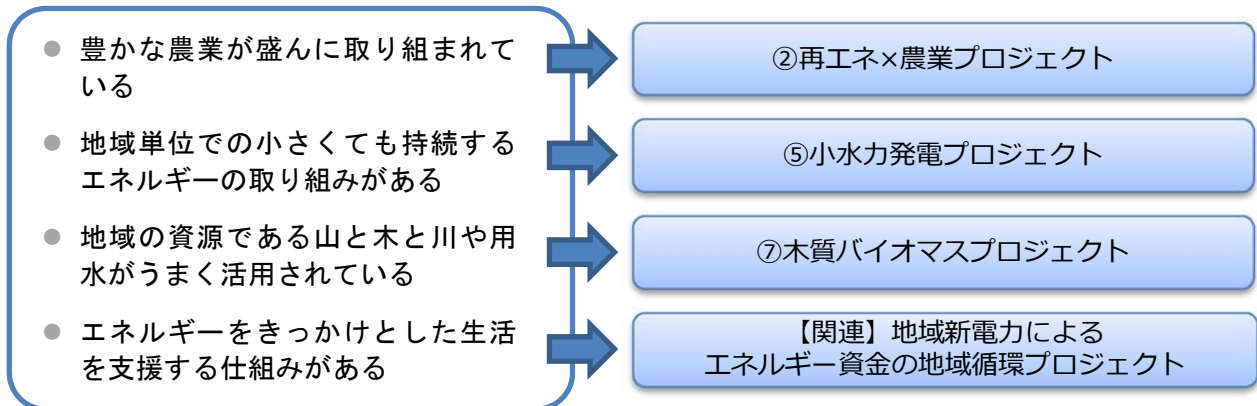 ● 豊かな農業が盛んに取り組まれて
いる
②再エネ×農業プロジェクト
● 地域単位での小さくても持続する
エネルギーの取り組みがある
⑤小水力発電プロジェクト
● 地域の資源である山と木と川や用
水がうまく活用されている
⑦木質バイオマスプロジェクト
● エネルギーをきっかけとした生活
を支援する仕組みがある
【関連】地域新電力による
エネルギー資金の地域循環プロジェクト